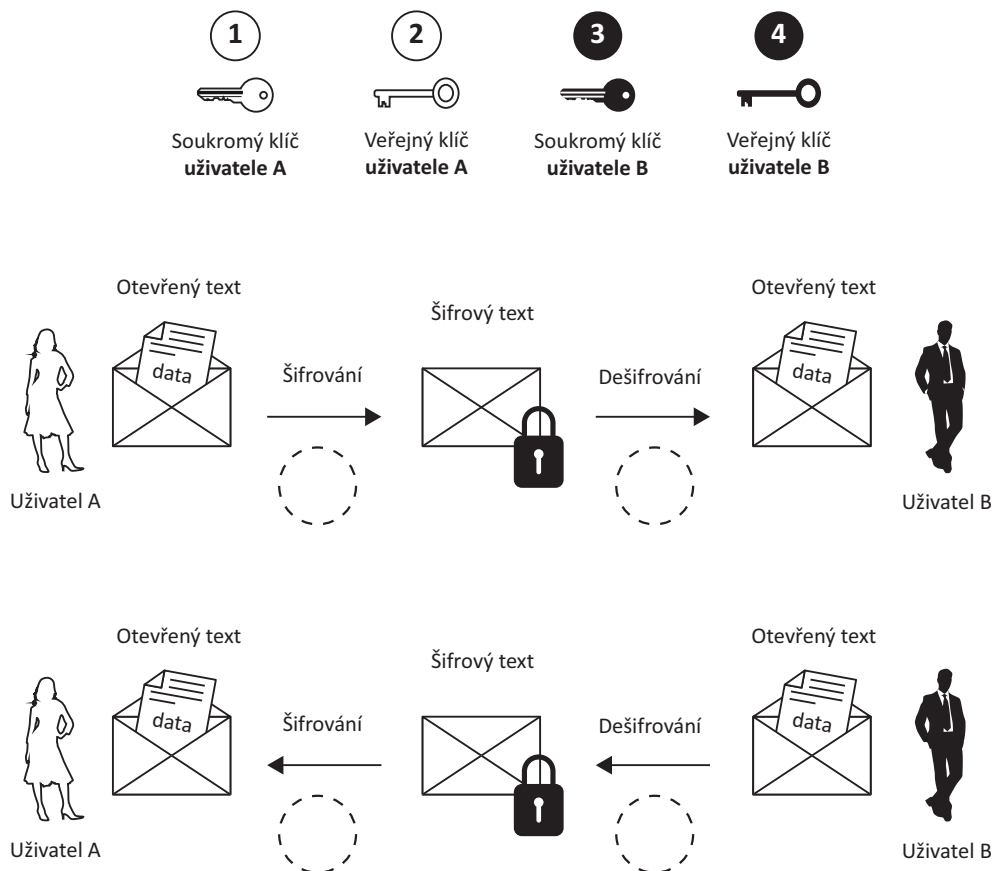 1 2 3 4
Soukromý klíč Veřejný klíč Soukromý klíč Veřejný klíč
uživatele A uživatele A uživatele B uživatele B
Otevřený text Otevřený text
Šifrový text
data Šifrování Dešifrování data
Uživatel A Uživatel B
Otevřený text Otevřený text
Šifrový text
data Šifrování Dešifrování data
Uživatel A Uživatel B